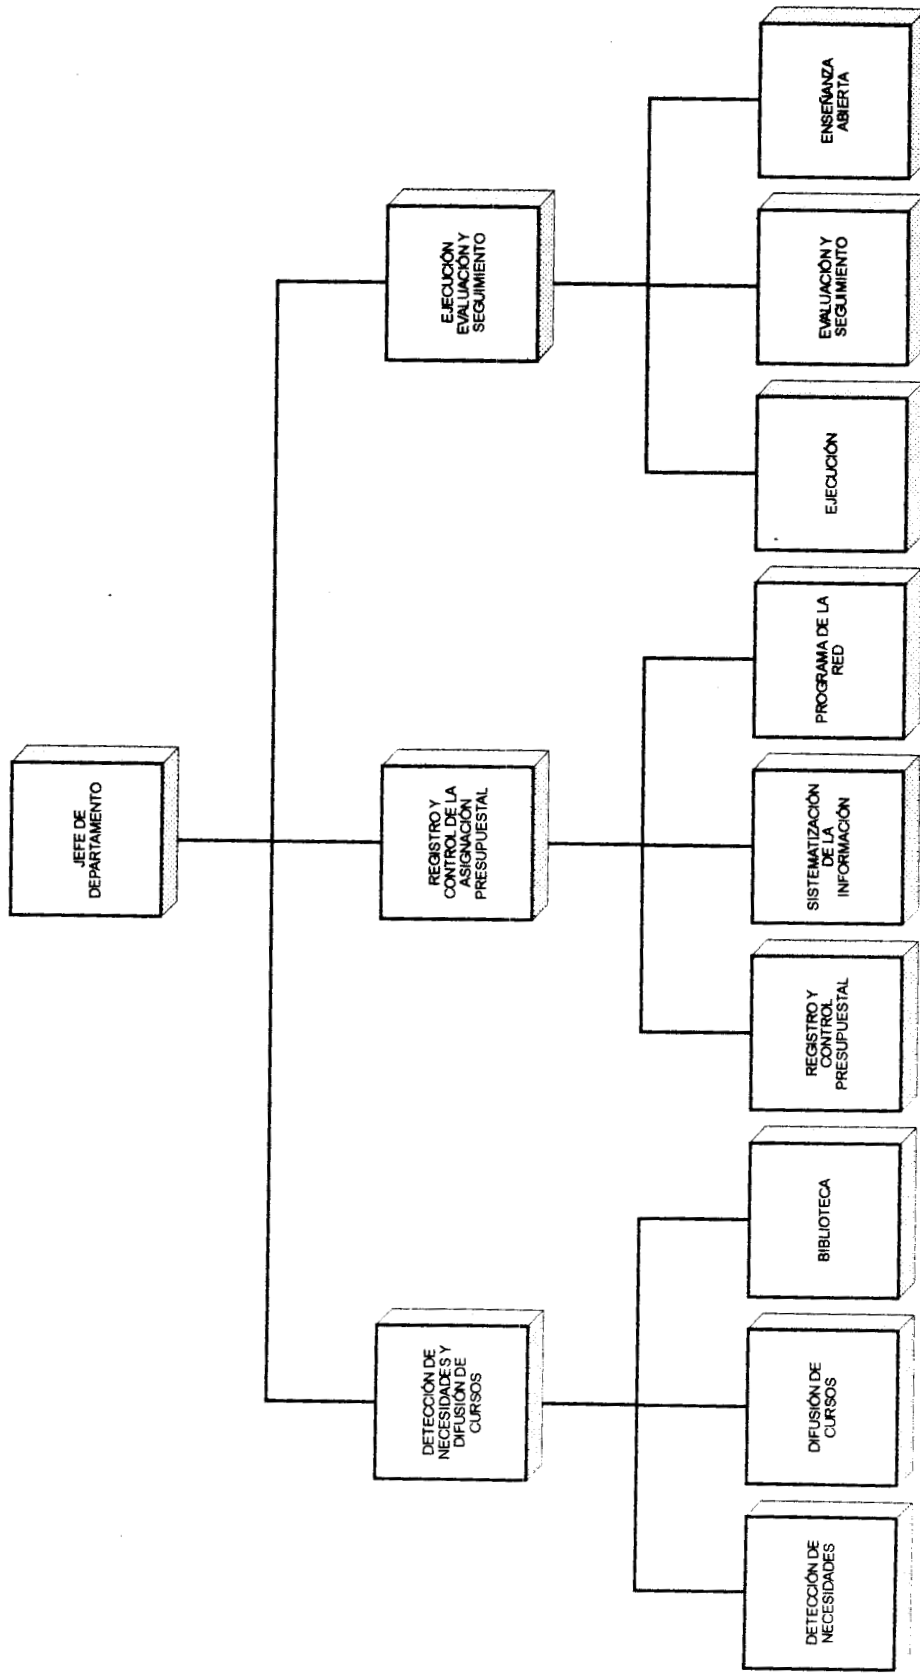 JEFE DE
DEPARTAMENTO
DETECCIÓN DE
NECESIDADES Y
DIFUSIÓN DE
CURSOS
REGISTRO Y
CONTROL DE LA
ASIGNACIÓN
PRESUPUESTAL
EJECUCIÓN
EVALUACIÓN Y
SEGUIMIENTO
DETECCIÓN DE
NECESIDADES
DIFUSIÓN DE
CURSOS
BIBLIOTECA
REGISTRO Y
CONTROL
PRESUPUESTAL
SISTEMATIZACIÓN
DE LA
INFORMACIÓN
PROGRAMA DE LA
RED
EJECUCIÓN
EVALUACIÓN Y
SEGUIMIENTO
ENSEÑANZA
ABIERTA